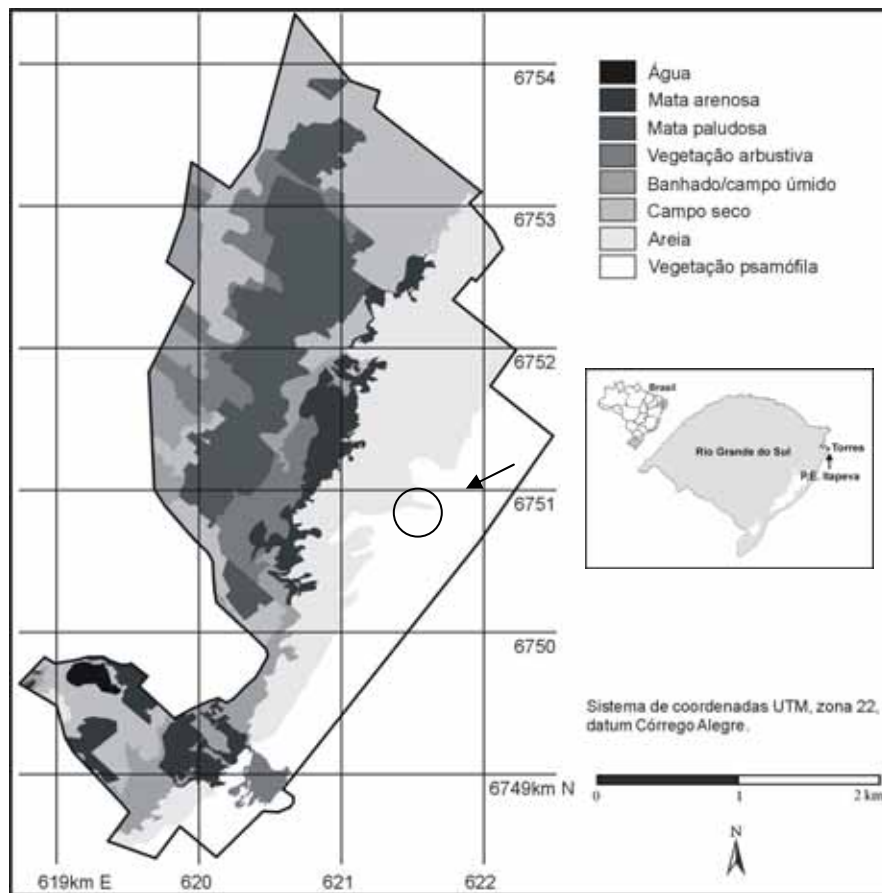 6754
6753
6752
6751
6750
6749km N
619km E
620
621
622
Água
Mata arenosa
Mata paludosa
Vegetação arbustiva
Banhado/campo úmido
Campo seco
Areia
Vegetação psamófila
Brasil
Rio Grande do Sul
Torres
P.E. Itapeva
Sistema de coordenadas UTM, zona 22,
datum Córrego Alegre.
0 1 2 km
N